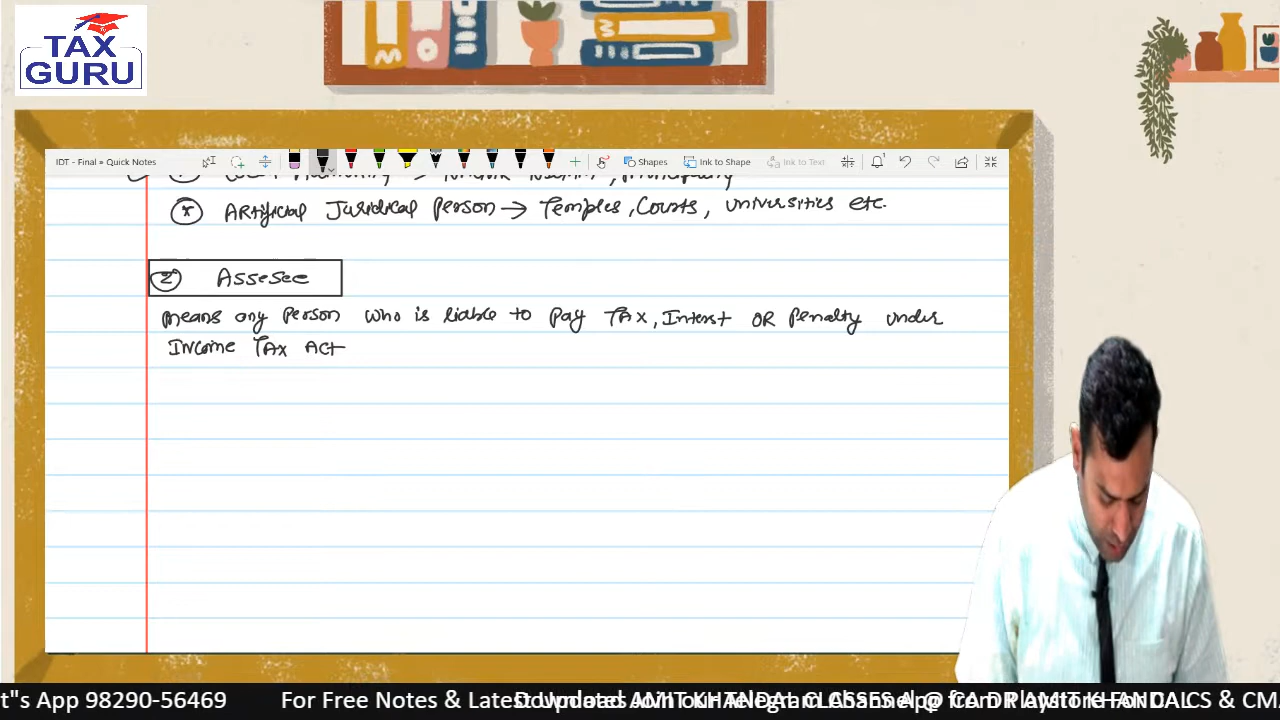 TAX
GURU
IDT - Final » Quick Notes
Shapes
Ink to Shape
Ink to Text
* Artificial Juridical Person → Temples, Courts, universities etc.
2 Assesee
means any person who is liable to pay Tax, Interst OR penalty under
Income Tax Act
t"s App 98290-56469 For Free Notes & Latest